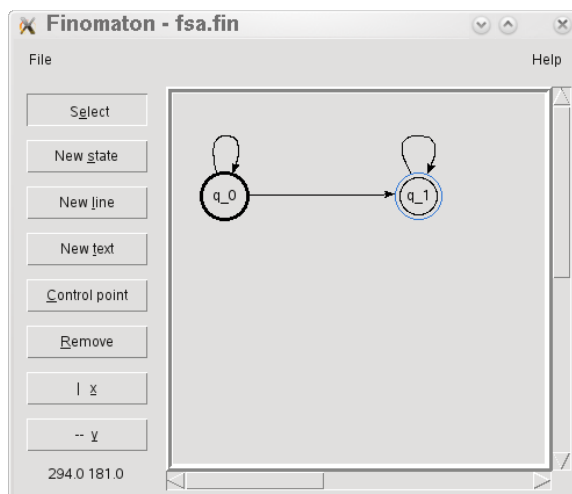 Finomaton - fsa.fin
File Help
Select
New state
New line
New text
Control point
Remove
| x
-- y
294.0 181.0
q_0 q_1